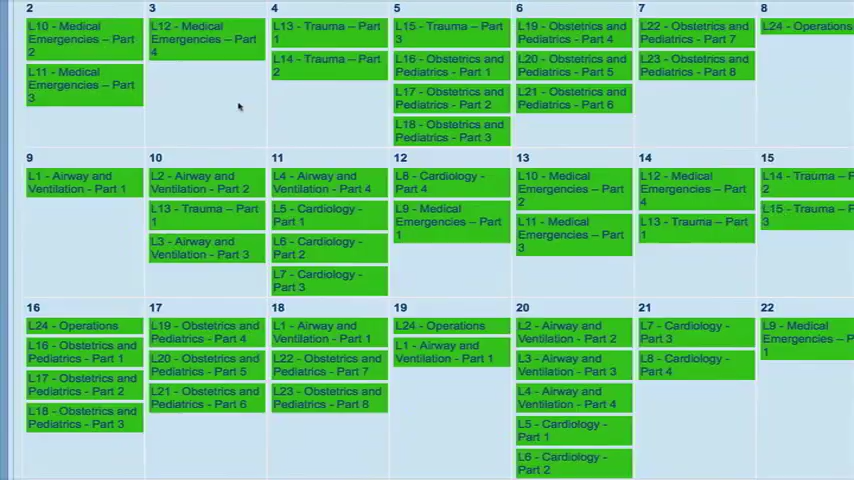 2
L10 - Medical
Emergencies – Part
2
L11 - Medical
Emergencies – Part
3
3
L12 - Medical
Emergencies – Part
4
4
L13 - Trauma – Part
1
L14 - Trauma – Part
2
5
L15 - Trauma – Part
3
L16 - Obstetrics and
Pediatrics - Part 1
L17 - Obstetrics and
Pediatrics - Part 2
L18 - Obstetrics and
Pediatrics - Part 3
6
L19 - Obstetrics and
Pediatrics - Part 4
L20 - Obstetrics and
Pediatrics - Part 5
L21 - Obstetrics and
Pediatrics - Part 6
7
L22 - Obstetrics and
Pediatrics - Part 7
L23 - Obstetrics and
Pediatrics - Part 8
8
L24 - Operations
9
L1 - Airway and
Ventilation - Part 1
10
L2 - Airway and
Ventilation - Part 2
L13 - Trauma – Part
1
L3 - Airway and
Ventilation - Part 3
11
L4 - Airway and
Ventilation - Part 4
L5 - Cardiology -
Part 1
L6 - Cardiology -
Part 2
L7 - Cardiology -
Part 3
12
L8 - Cardiology -
Part 4
L9 - Medical
Emergencies – Part
1
13
L10 - Medical
Emergencies – Part
2
L11 - Medical
Emergencies – Part
3
14
L12 - Medical
Emergencies – Part
4
L13 - Trauma – Part
1
15
L14 - Trauma – P
2
L15 - Trauma – P
3
16
L24 - Operations
L16 - Obstetrics and
Pediatrics - Part 1
L17 - Obstetrics and
Pediatrics - Part 2
L18 - Obstetrics and
Pediatrics - Part 3
17
L19 - Obstetrics and
Pediatrics - Part 4
L20 - Obstetrics and
Pediatrics - Part 5
L21 - Obstetrics and
Pediatrics - Part 6
18
L1 - Airway and
Ventilation - Part 1
L22 - Obstetrics and
Pediatrics - Part 7
L23 - Obstetrics and
Pediatrics - Part 8
19
L24 - Operations
L1 - Airway and
Ventilation - Part 1
20
L2 - Airway and
Ventilation - Part 2
L3 - Airway and
Ventilation - Part 3
L4 - Airway and
Ventilation - Part 4
L5 - Cardiology -
Part 1
L6 - Cardiology -
Part 2
21
L7 - Cardiology -
Part 3
L8 - Cardiology -
Part 4
22
L9 - Medical
Emergencies – P
1